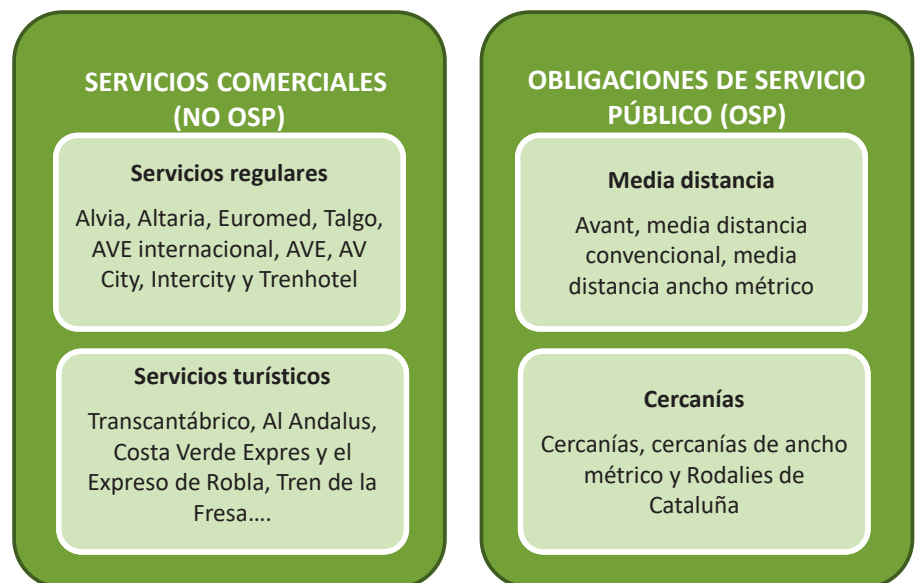 SERVICIOS COMERCIALES
(NO OSP)
Servicios regulares
Alvia, Altaria, Euromed, Talgo,
AVE internacional, AVE, AV
City, Intercity y Trenhotel
Servicios turísticos
Transcantábrico, Al Andalus,
Costa Verde Expres y el
Expreso de Robla, Tren de la
Fresa....
OBLIGACIONES DE SERVICIO
PÚBLICO (OSP)
Media distancia
Avant, media distancia
convencional, media
distancia ancho métrico
Cercanías
Cercanías, cercanías de ancho
métrico y Rodalies de
Cataluña